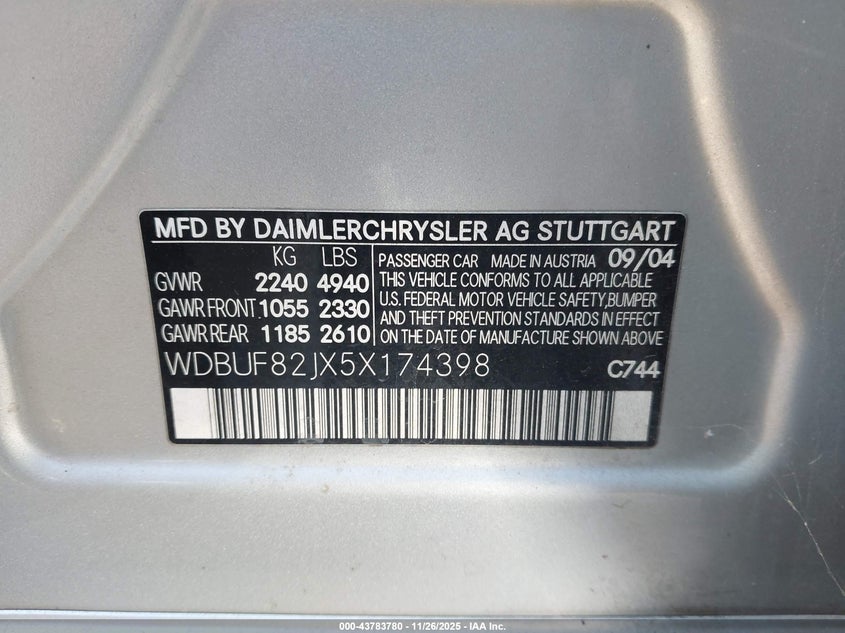 MFD BY DAIMLERCHRYSLER AG STUTTGART
KG LBS
GVWR 2240 4940
GAWR FRONT 1055 2330
GAWR REAR 1185 2610
PASSENGER CAR MADE IN AUSTRIA 09/04
THIS VEHICLE CONFORMS TO ALL APPLICABLE
U.S. FEDERAL MOTOR VEHICLE SAFETY,BUMPER
AND THEFT PREVENTION STANDARDS IN EFFECT
ON THE DATE OF MANUFACTURE SHOWN ABOVE
WDBUF82JX5X174398 C744
000-43783780 - 11/26/2025 - IAA Inc.